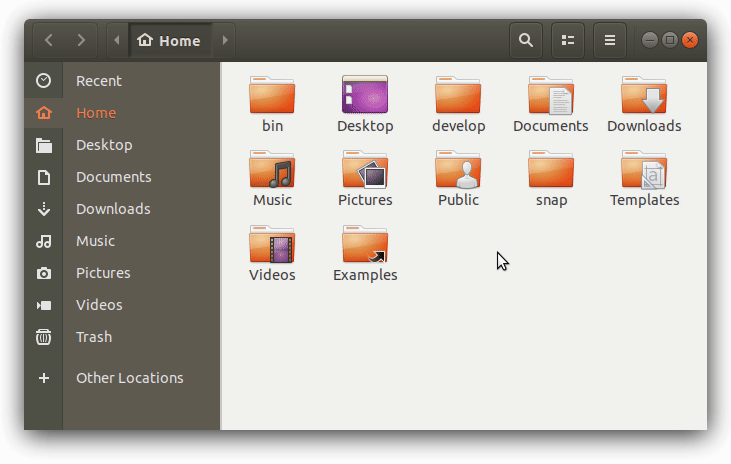 Home
Recent
Home
Desktop
Documents
Downloads
Music
Pictures
Videos
Trash
Other Locations
bin Desktop develop Documents Downloads
Music Pictures Public snap Templates
Videos Examples